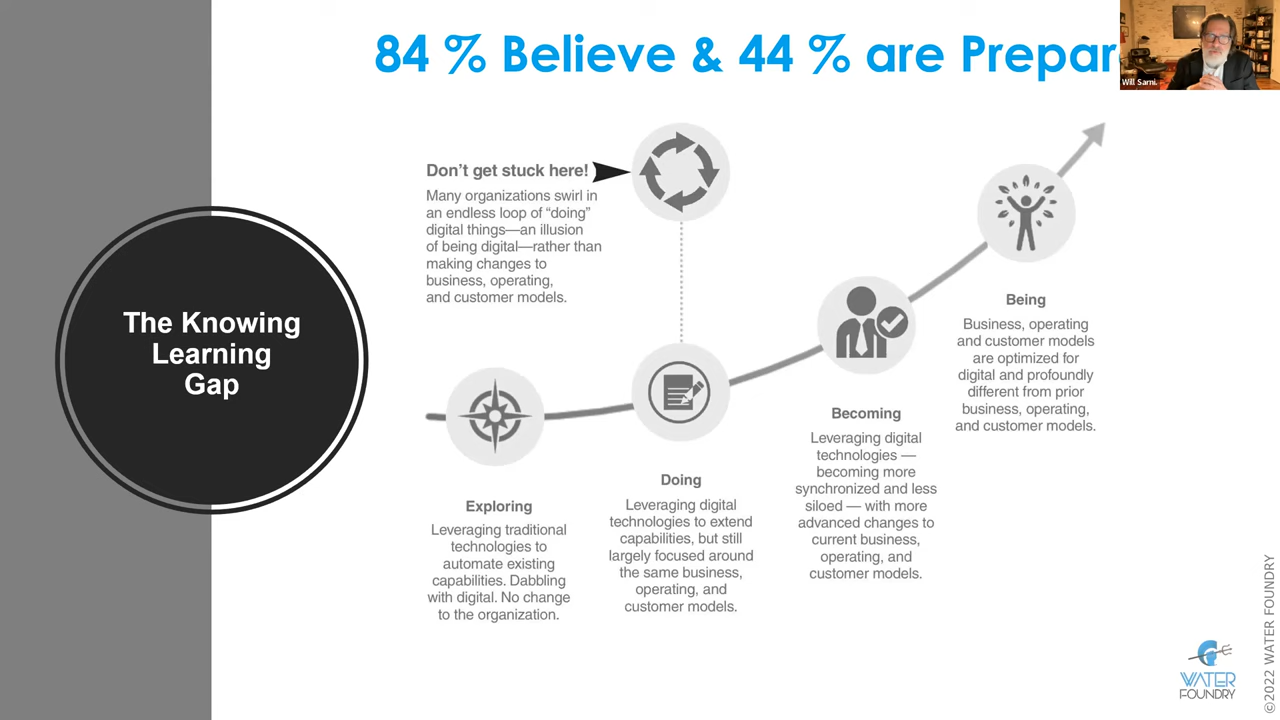 84 % Believe & 44 % are
Will Sarni.
The Knowing
Learning
Gap
Don't get stuck here!
Many organizations swirl in
an endless loop of “doing”
digital things—an illusion
of being digital—rather than
making changes to
business, operating,
and customer models.
Exploring
Leveraging traditional
technologies to
automate existing
capabilities. Dabbling
with digital. No change
to the organization.
Doing
Leveraging digital
technologies to extend
capabilities, but still
largely focused around
the same business,
operating, and
customer models.
Becoming
Leveraging digital
technologies —
becoming more
synchronized and less
siloed — with more
advanced changes to
current business,
operating, and
customer models.
Being
Business, operating
and customer models
are optimized for
digital and profoundly
different from prior
business, operating,
and customer models.
WATER
FOUNDRY
©2022 WATER FOUNDRY